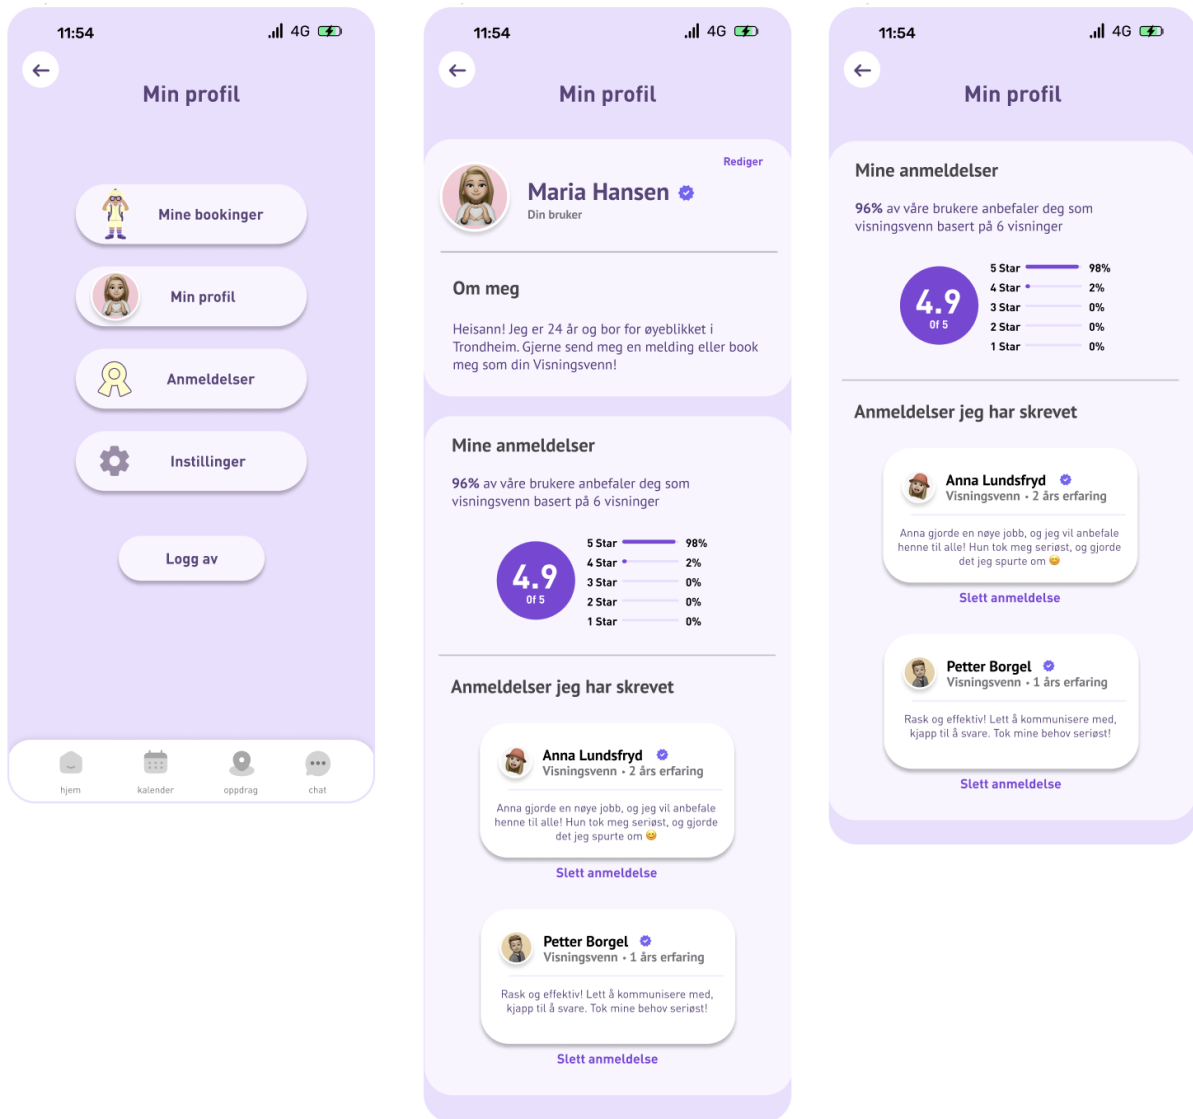 11:54
4G
Min profil
Mine bookinger
Min profil
Anmeldelser
Instillinger
Logg av
hjem
kalender
oppdrag
chat
11:54
4G
Min profil
Rediger
Maria Hansen
Din bruker
Om meg
Heisann! Jeg er 24 år og bor for øyeblikket i
Trondheim. Gjerne send meg en melding eller book
meg som din Visningsvenn!
Mine anmeldelser
96% av våre brukere anbefaler deg som
visningsvenn basert på 6 visninger
4.9
Of 5
5 Star 98%
4 Star 2%
3 Star 0%
2 Star 0%
1 Star 0%
Anmeldelser jeg har skrevet
Anna Lundsfryd
Visningsvenn • 2 års erfaring
Anna gjorde en nøye jobb, og jeg vil anbefale
henne til alle! Hun tok meg seriøst, og gjorde
det jeg spurte om 😊
Slett anmeldelse
Petter Borgel
Visningsvenn • 1 års erfaring
Rask og effektiv! Lett å kommunisere med,
kjapp til å svare. Tok mine behov seriøst!
Slett anmeldelse
11:54
4G
Min profil
Mine anmeldelser
96% av våre brukere anbefaler deg som
visningsvenn basert på 6 visninger
4.9
Of 5
5 Star 98%
4 Star 2%
3 Star 0%
2 Star 0%
1 Star 0%
Anmeldelser jeg har skrevet
Anna Lundsfryd
Visningsvenn • 2 års erfaring
Anna gjorde en nøye jobb, og jeg vil anbefale
henne til alle! Hun tok meg seriøst, og gjorde
det jeg spurte om 😊
Slett anmeldelse
Petter Borgel
Visningsvenn • 1 års erfaring
Rask og effektiv! Lett å kommunisere med,
kjapp til å svare. Tok mine behov seriøst!
Slett anmeldelse